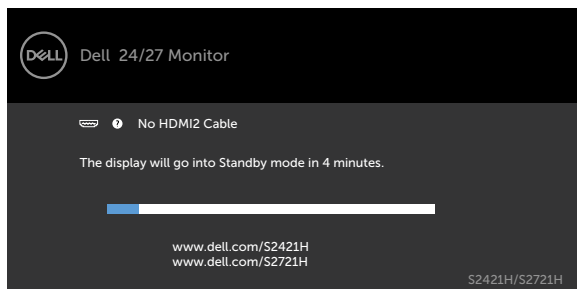 DELL
Dell 24/27 Monitor
? No HDMI2 Cable
The display will go into Standby mode in 4 minutes.
www.dell.com/S2421H
www.dell.com/S2721H
S2421H/S2721H